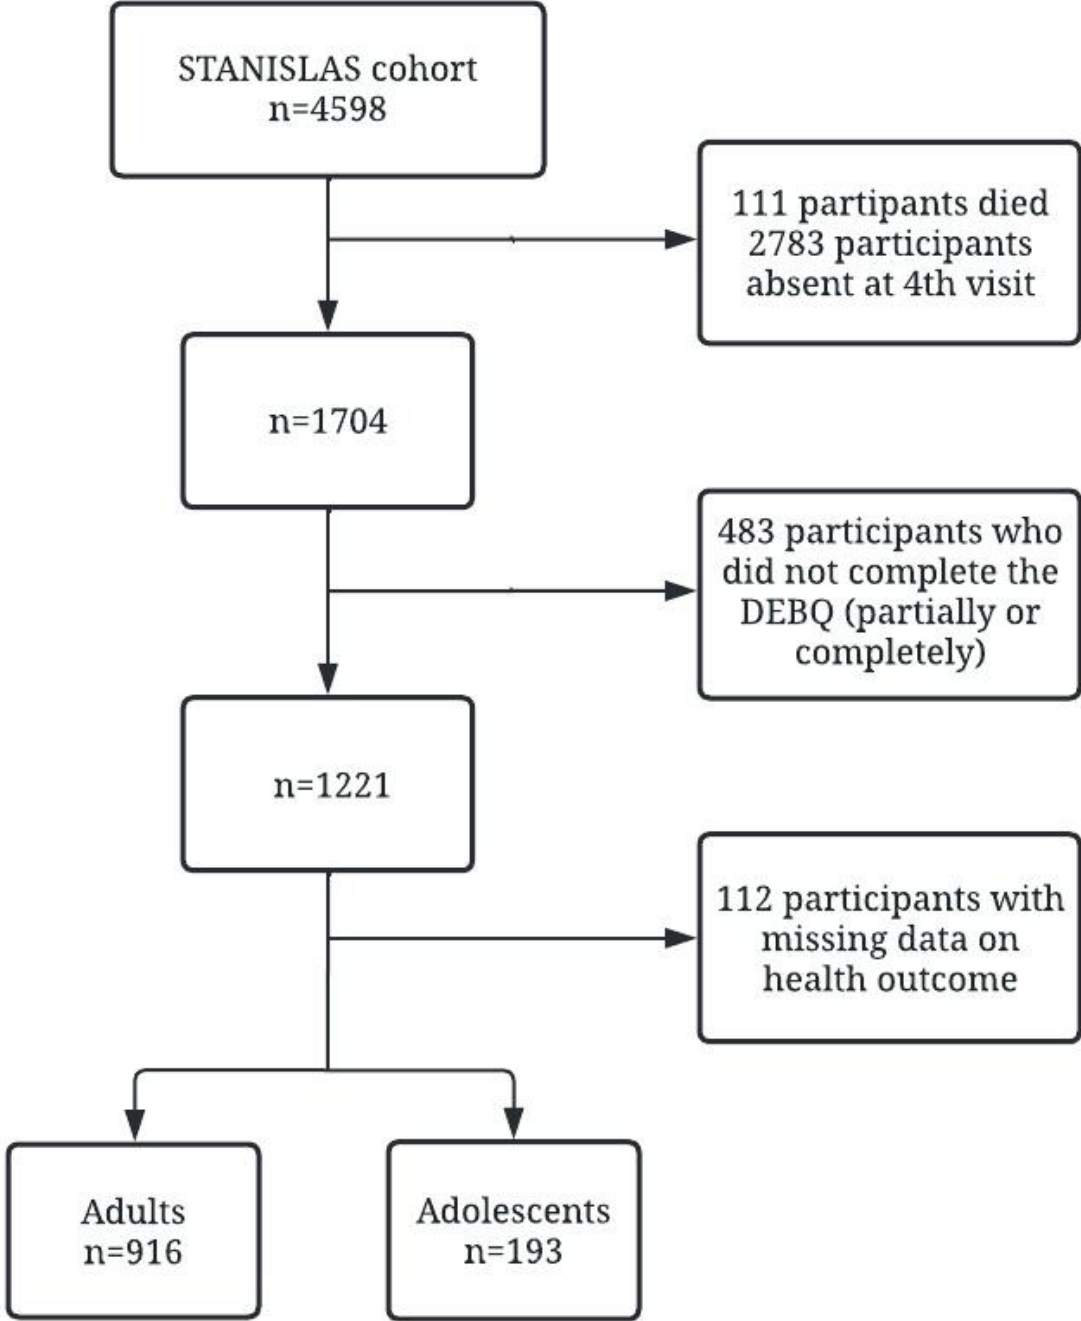 STANISLAS cohort
n=4598
111 partipants died
2783 participants
absent at 4th visit
n=1704
483 participants who
did not complete the
DEBQ (partially or
completely)
n=1221
112 participants with
missing data on
health outcome
Adults
n=916
Adolescents
n=193